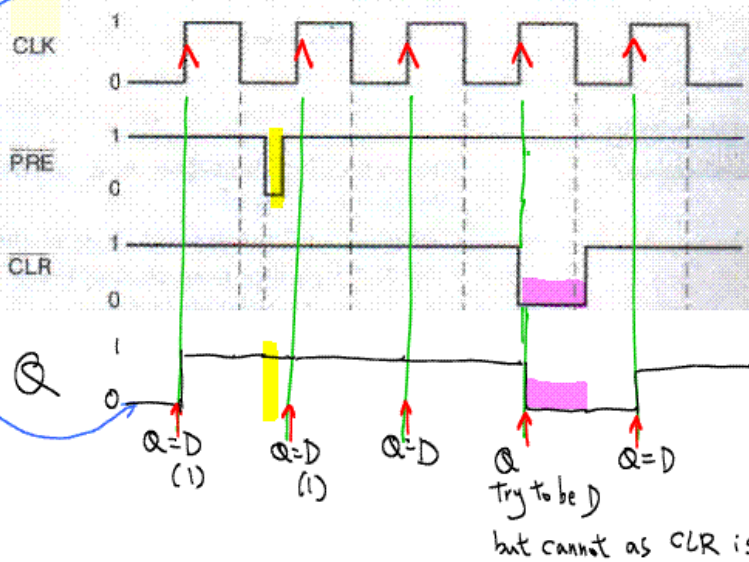 1
CLK
0
1
PRE
0
1
CLR
0
1
Q
0
Q=D
(1)
Q=D
(1)
Q=D
Q
try to be D
but cannot as CLR is
Q=D